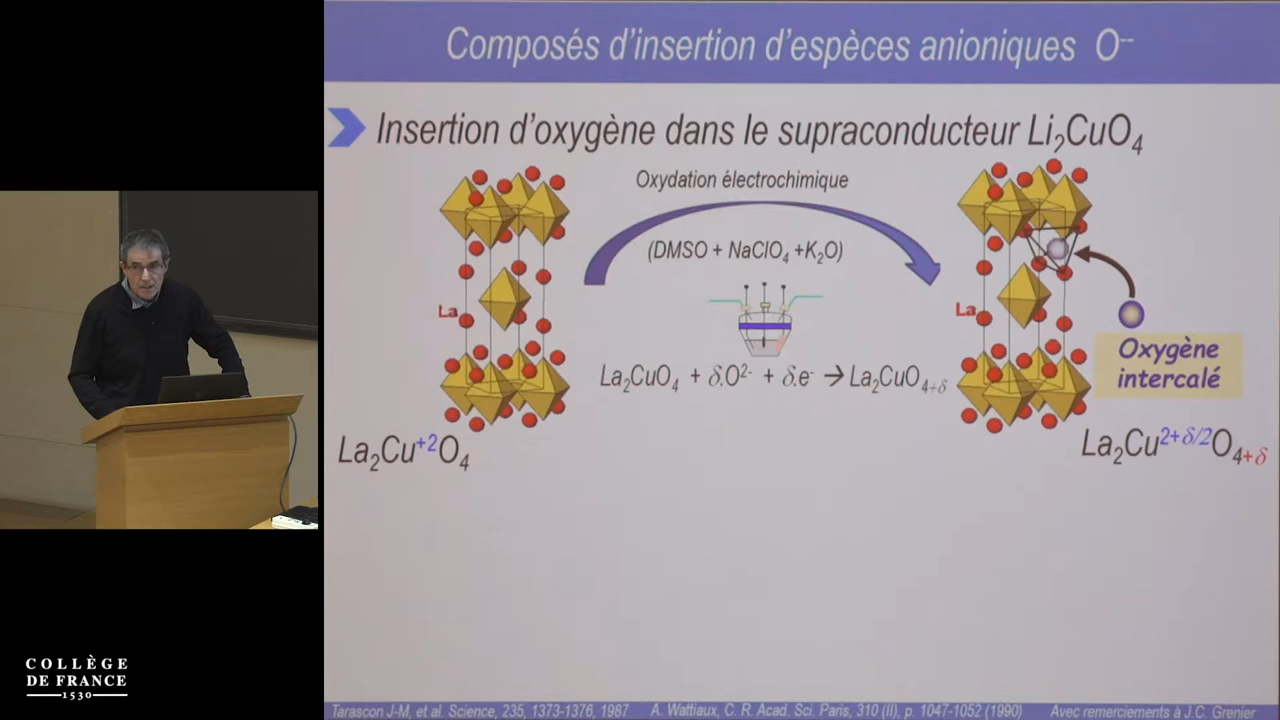 Composés d'insertion d'espèces anioniques O--
Insertion d'oxygène dans le supraconducteur Li₂CuO₄
Oxydation électrochimique
(DMSO + NaClO₄ +K₂O)
La
La
Oxygène
intercalé
La₂CuO₄ + δ.O²⁻ + δ.e⁻ → La₂CuO₄₊δ
La₂Cu⁺²O₄
La₂Cu²⁺δ/²O₄₊δ
COLLÈGE
DE FRANCE
1530
Tarascon J-M, et al. Science, 235, 1373-1376, 1987 A. Wattiaux, C. R. Acad. Sci. Paris, 310 (II), p. 1047-1052 (1990) Avec remerciements à J.C. Grenier